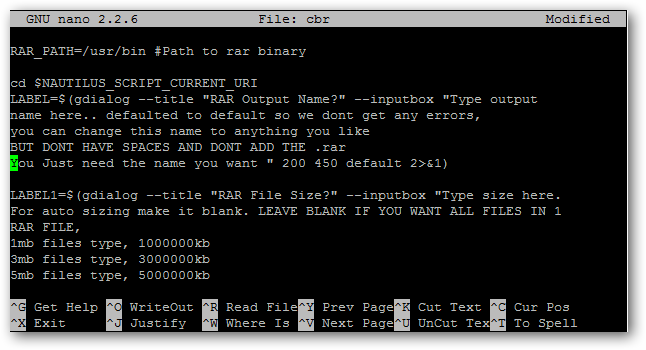 GNU nano 2.2.6 File: cbr Modified
RAR_PATH=/usr/bin #Path to rar binary
cd $NAUTILUS_SCRIPT_CURRENT_URI
LABEL=$(gdialog --title "RAR Output Name?" --inputbox "Type output
name here.. defaulted to default so we dont get any errors,
you can change this name to anything you like
BUT DONT HAVE SPACES AND DONT ADD THE .rar
You Just need the name you want " 200 450 default 2>&1)
LABEL1=$(gdialog --title "RAR File Size?" --inputbox "Type size here.
For auto sizing make it blank. LEAVE BLANK IF YOU WANT ALL FILES IN 1
RAR FILE,
1mb files type, 1000000kb
3mb files type, 3000000kb
5mb files type, 5000000kb
^G Get Help ^O WriteOut ^R Read File^Y Prev Page^K Cut Text ^C Cur Pos
^X Exit ^J Justify ^W Where Is ^V Next Page^U UnCut Tex^T To Spell